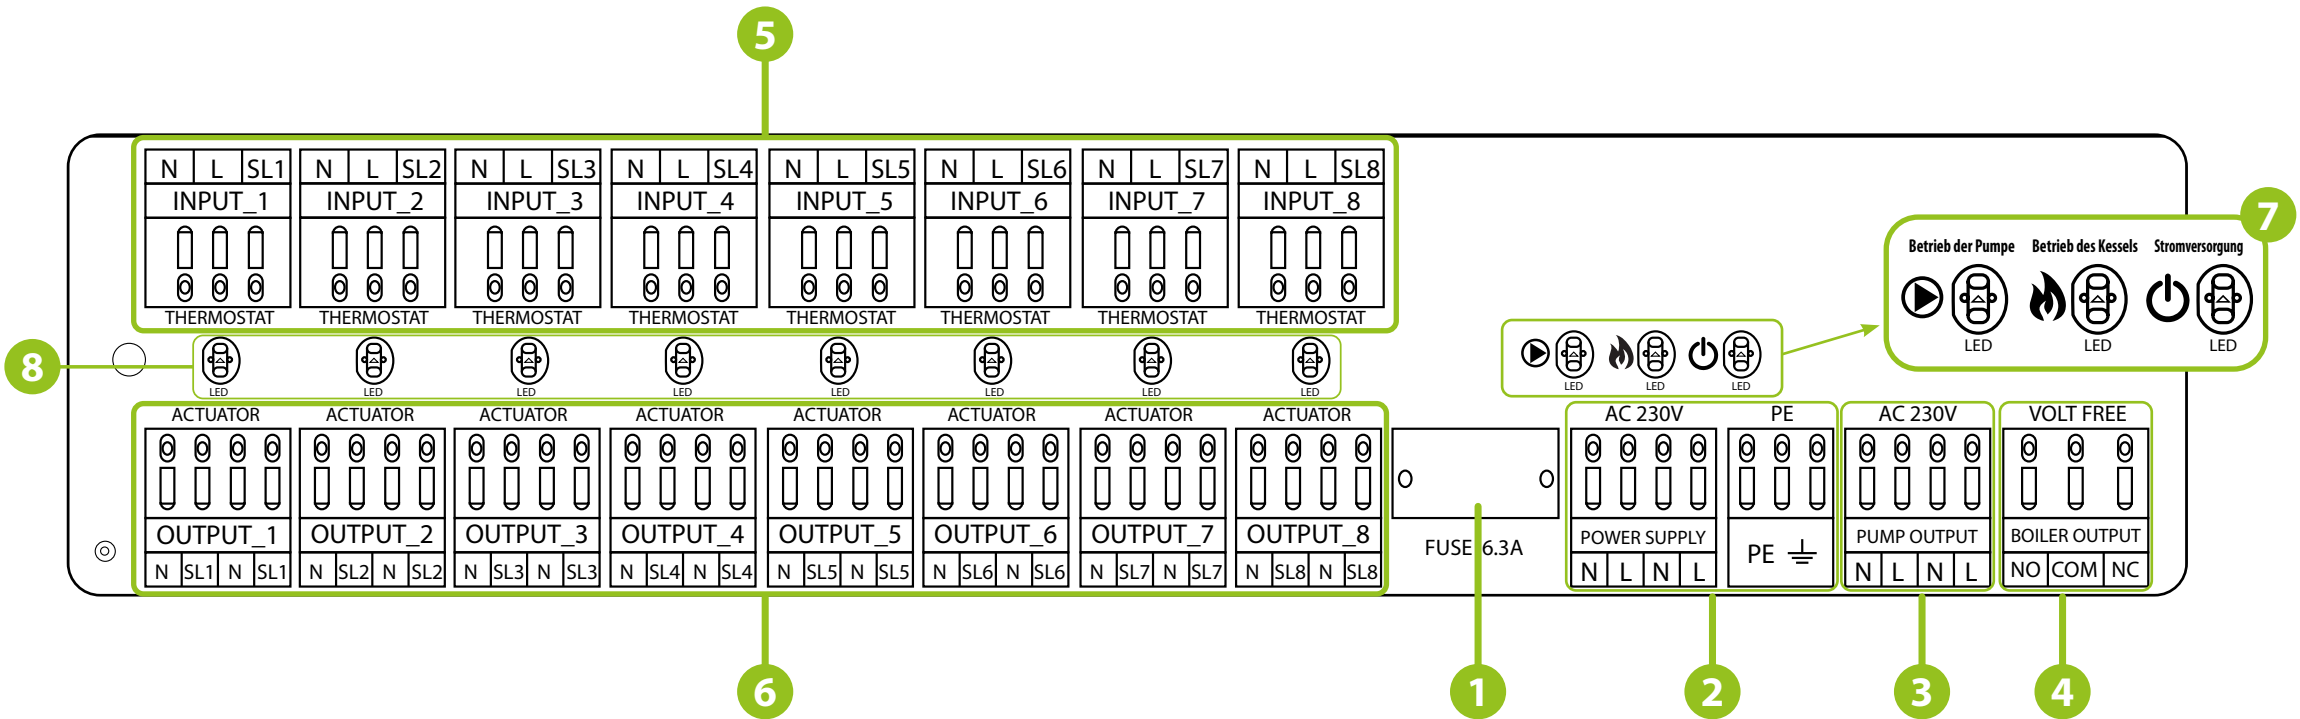 5
N L SL1 N L SL2 N L SL3 N L SL4 N L SL5 N L SL6 N L SL7 N L SL8
INPUT_1 INPUT_2 INPUT_3 INPUT_4 INPUT_5 INPUT_6 INPUT_7 INPUT_8
THERMOSTAT THERMOSTAT THERMOSTAT THERMOSTAT THERMOSTAT THERMOSTAT THERMOSTAT THERMOSTAT
7
Betrieb der Pumpe Betrieb des Kessels Stromversorgung
LED LED LED
8
LED LED LED LED LED LED LED LED
LED LED LED
ACTUATOR ACTUATOR ACTUATOR ACTUATOR ACTUATOR ACTUATOR ACTUATOR ACTUATOR
OUTPUT_1 OUTPUT_2 OUTPUT_3 OUTPUT_4 OUTPUT_5 OUTPUT_6 OUTPUT_7 OUTPUT_8
N SL1 N SL1 N SL2 N SL2 N SL3 N SL3 N SL4 N SL4 N SL5 N SL5 N SL6 N SL6 N SL7 N SL7 N SL8 N SL8
FUSE 6.3A
AC 230V PE AC 230V VOLT FREE
POWER SUPPLY PE PUMP OUTPUT BOILER OUTPUT
N L N L N L N L NO COM NC
6 1 2 3 4